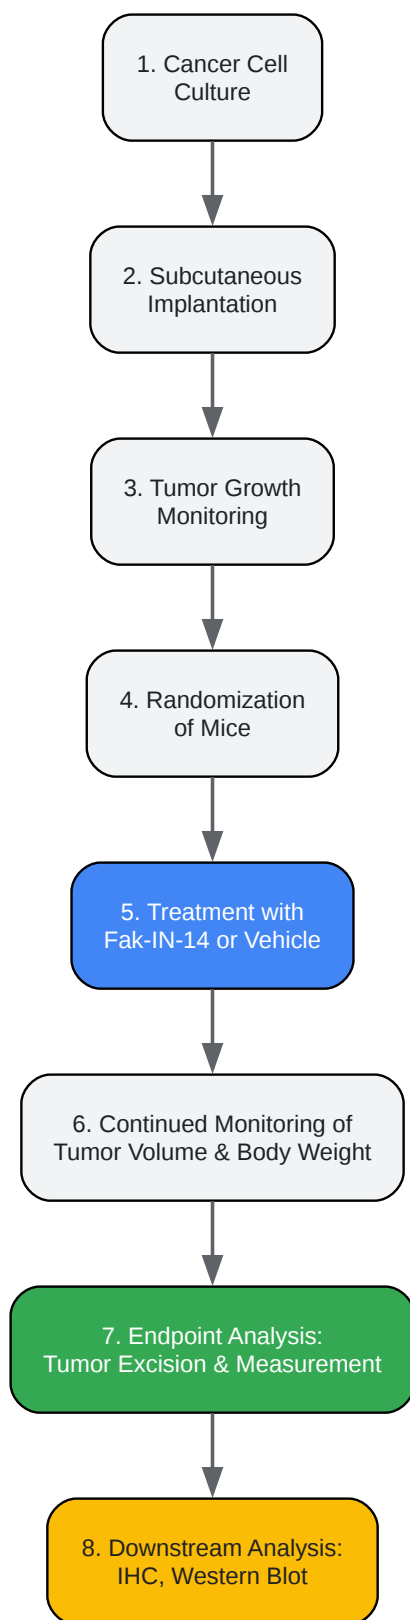 1. Cancer Cell
Culture
2. Subcutaneous
Implantation
3. Tumor Growth
Monitoring
4. Randomization
of Mice
5. Treatment with
Fak-IN-14 or Vehicle
6. Continued Monitoring of
Tumor Volume & Body Weight
7. Endpoint Analysis:
Tumor Excision & Measurement
8. Downstream Analysis:
IHC, Western Blot